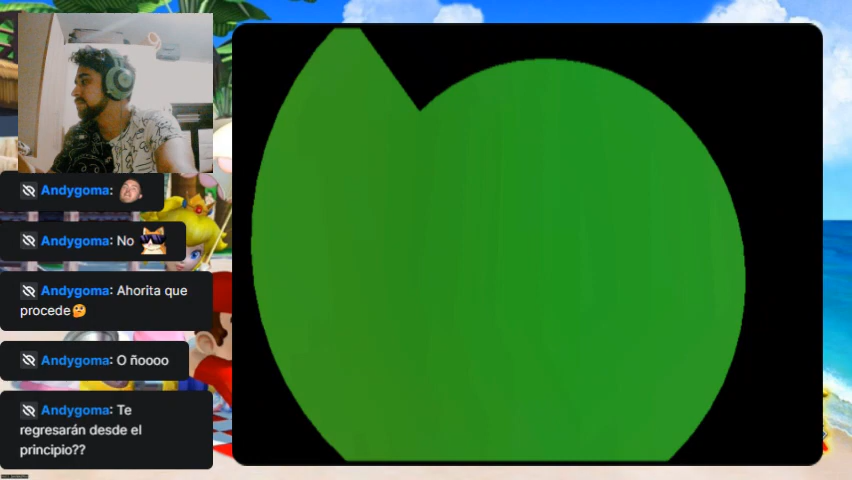 Andygoma:
Andygoma: No
Andygoma: Ahorita que
procede
Andygoma: O ñoooo
Andygoma: Te
regresarán desde el
principio??